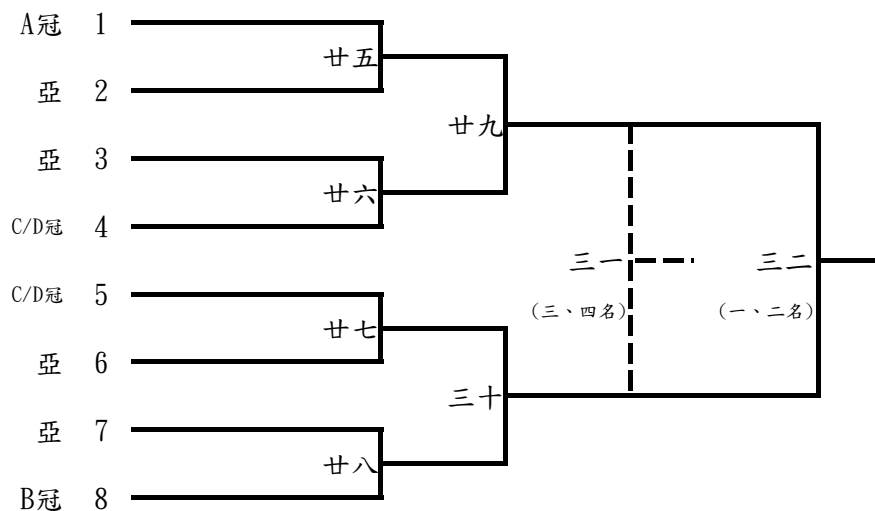 A冠 1
廿五
亞 2
廿九
亞 3
廿六
C/D冠 4
三一
三二
C/D冠 5
(三、四名)
(一、二名)
廿七
亞 6
三十
亞 7
廿八
B冠 8